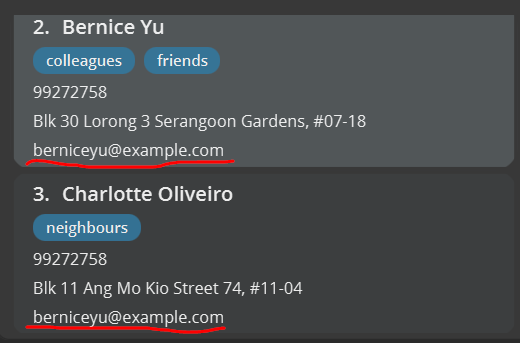 2. Bernice Yu
colleagues friends
99272758
Blk 30 Lorong 3 Serangoon Gardens, #07-18
berniceyu@example.com
3. Charlotte Oliveiro
neighbours
99272758
Blk 11 Ang Mo Kio Street 74, #11-04
berniceyu@example.com